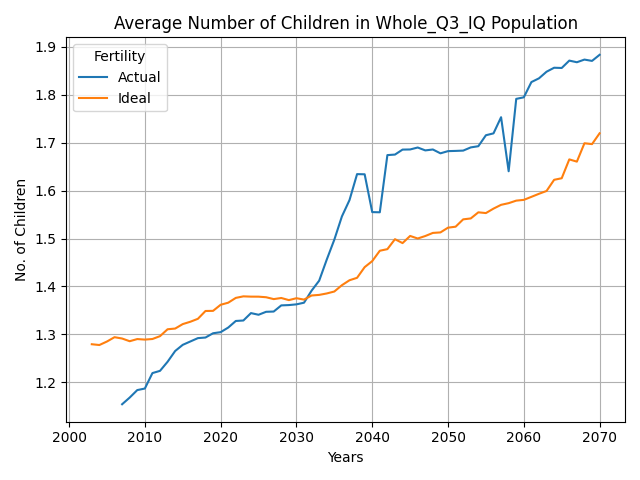 Average Number of Children in Whole_Q3_IQ Population
Fertility
Actual
Ideal
No. of Children
1.9
1.8
1.7
1.6
1.5
1.4
1.3
1.2
2000 2010 2020 2030 2040 2050 2060 2070
Years